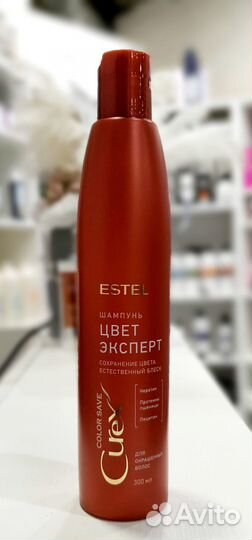 ESTEL
ШАМПУНЬ
ЦВЕТ
ЭКСПЕРТ
СОХРАНЕНИЕ ЦВЕТА
ЕСТЕСТВЕННЫЙ БЛЕСК
Кератин
Протеины
пшеницы
Лецитин
COLOR SAVE
Curex
ДЛЯ
ОКРАШЕННЫХ
ВОЛОС
300 мл
Avito